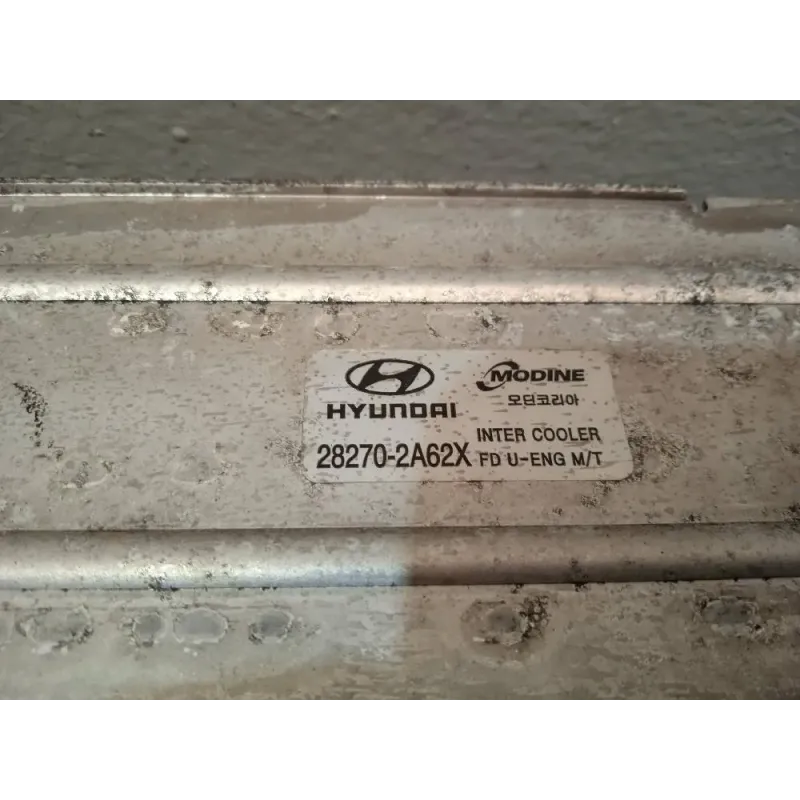 HYUNDAI
MODINE
모딘코리아
28270-2A62X
INTER COOLER
FD U-ENG M/T